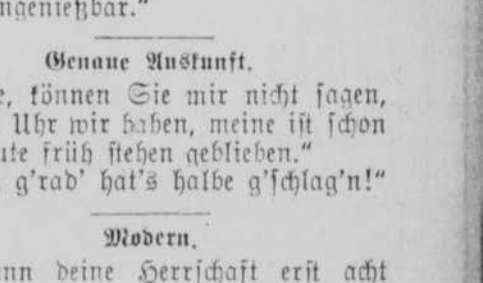 ngenießbar."
Genaue Auskunft.
e, können Sie mir nicht sagen,
Uhr wir haben, meine ist schon
ute früh stehen geblieben."
g'rad' hat's halbe g'schlag'n!"
Modern.
nn deine Herrschaft erst acht